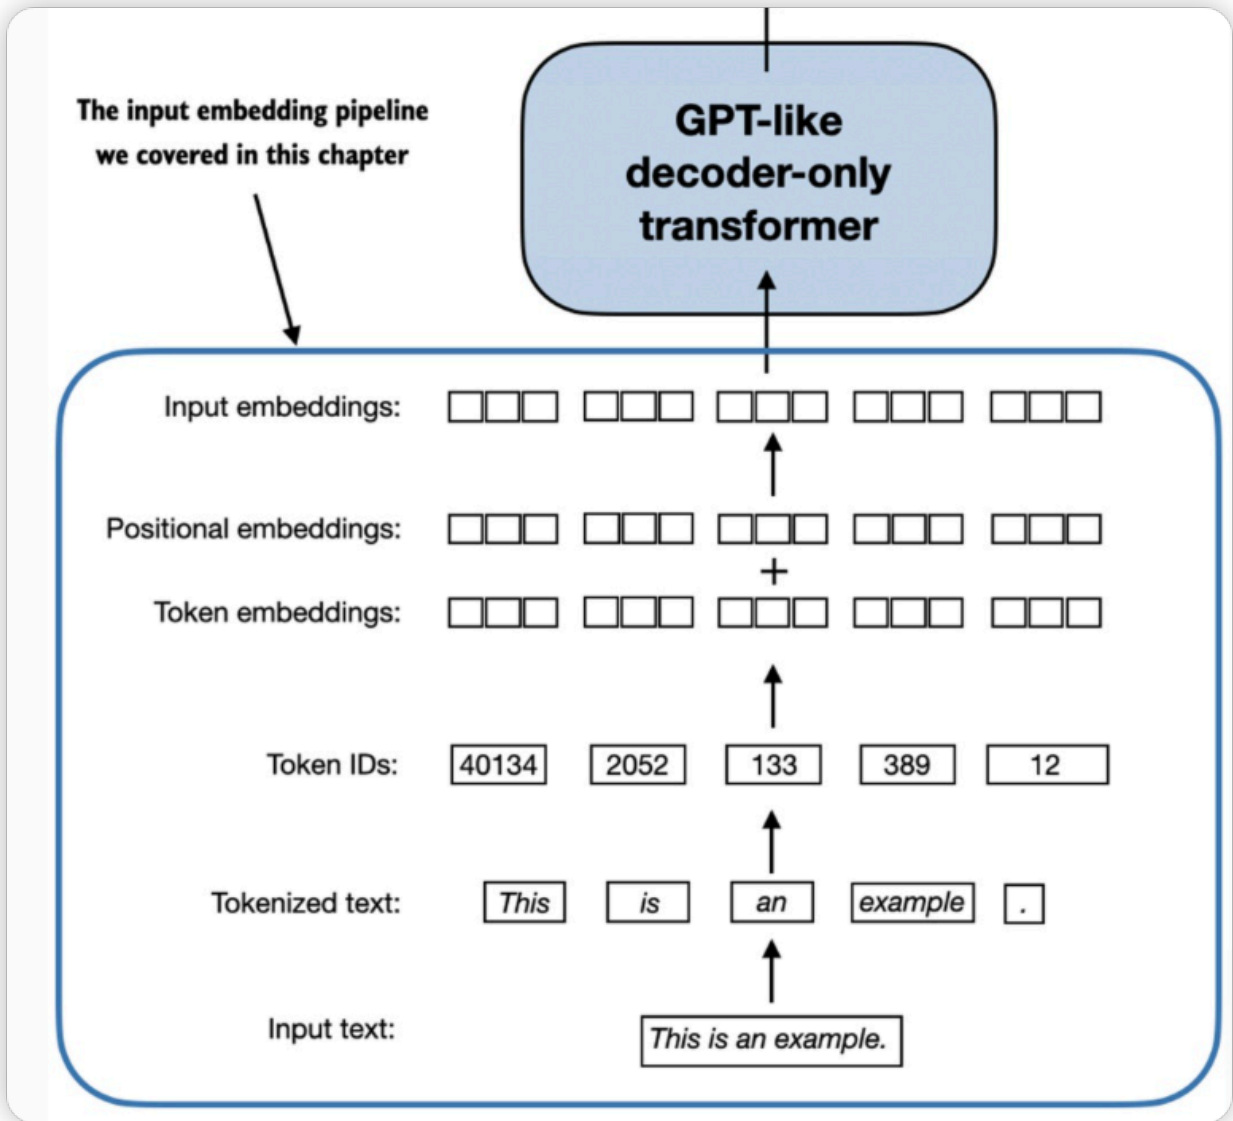 The input embedding pipeline
we covered in this chapter
GPT-like
decoder-only
transformer
Input embeddings:
Positional embeddings:
+
Token embeddings:
Token IDs: 40134 2052 133 389 12
Tokenized text: This is an example .
Input text: This is an example.